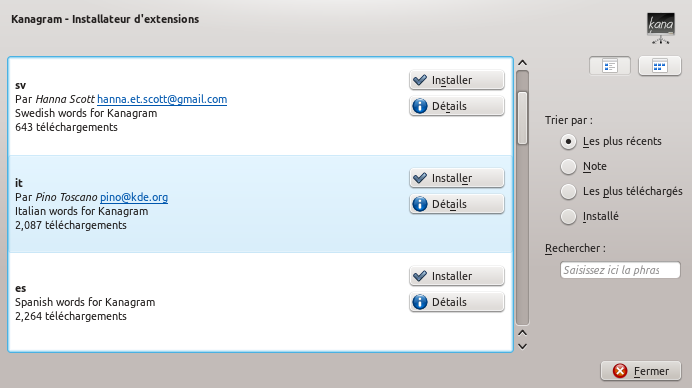 Kanagram - Installateur d'extensions
kana
sv
Par Hanna Scott hanna.et.scott@gmail.com
Swedish words for Kanagram
643 téléchargements
Installer
Détails
it
Par Pino Toscano pino@kde.org
Italian words for Kanagram
2,087 téléchargements
Installer
Détails
es
Spanish words for Kanagram
2,264 téléchargements
Installer
Détails
Trier par :
Les plus récents
Note
Les plus téléchargés
Installé
Rechercher :
Saisissez ici la phras
Fermer